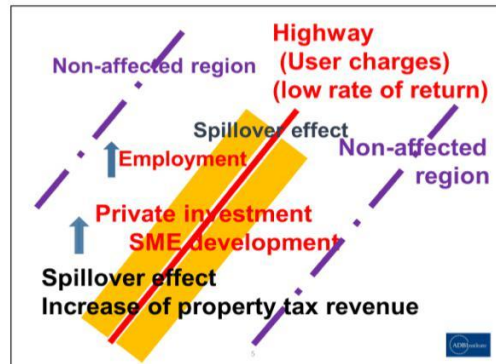 Highway
(User charges)
(low rate of return)
Non-affected region
Spillover effect
Non-affected
region
Employment
Private investment
SME development
Spillover effect
Increase of property tax revenue
5
ADBInstitute